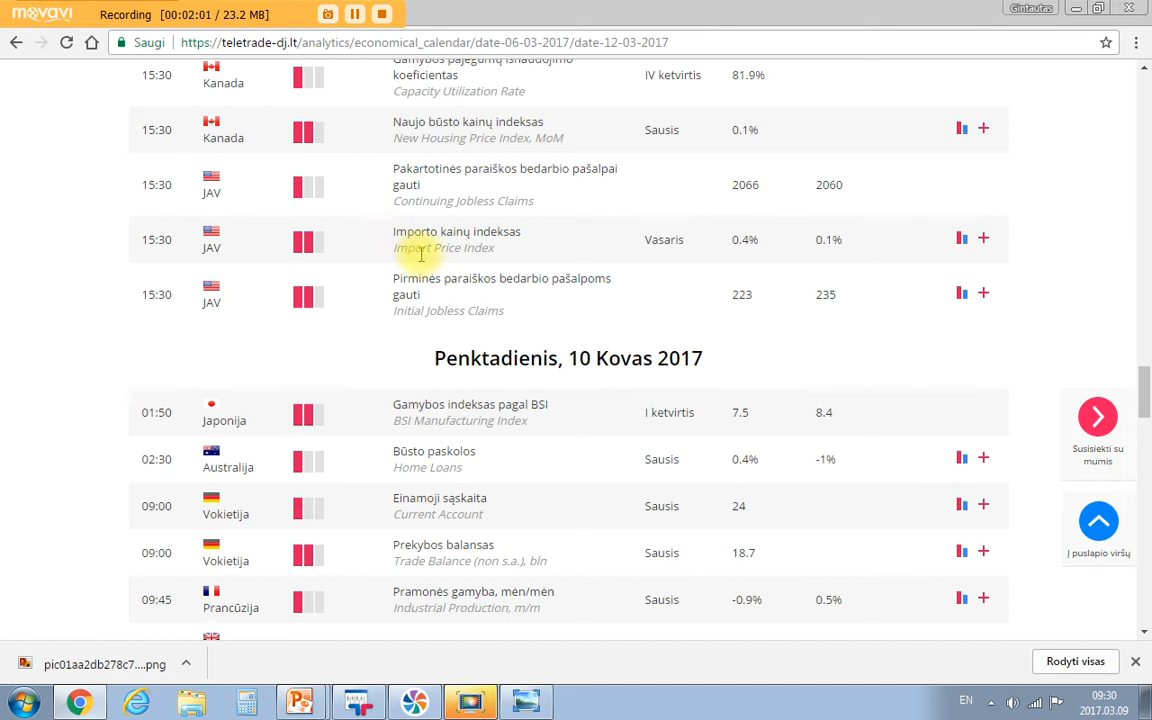 movavi
Recording [00:02:01 / 23.2 MB]
Gintautas
Saugi https://teletrade-dj.lt/analytics/economical_calendar/date-06-03-2017/date-12-03-2017
Gamybos pajėgumų išnaudojimo
koeficientas
Capacity Utilization Rate
15:30 Kanada IV ketvirtis 81.9%
Naujo būsto kainų indeksas
New Housing Price Index, MoM
15:30 Kanada Sausis 0.1%
Pakartotinės paraiškos bedarbio pašalpai
gauti
Continuing Jobless Claims
15:30 JAV 2066 2060
Importo kainų indeksas
Import Price Index
15:30 JAV Vasaris 0.4% 0.1%
Pirminės paraiškos bedarbio pašalpoms
gauti
Initial Jobless Claims
15:30 JAV 223 235
Penktadienis, 10 Kovas 2017
Gamybos indeksas pagal BSI
BSI Manufacturing Index
01:50 Japonija I ketvirtis 7.5 8.4
Būsto paskolos
Home Loans
02:30 Australija Sausis 0.4% -1%
Einamoji sąskaita
Current Account
09:00 Vokietija Sausis 24
Prekybos balansas
Trade Balance (non s.a.), bln
09:00 Vokietija Sausis 18.7
Pramonės gamyba, mėn/mėn
Industrial Production, m/m
09:45 Prancūzija Sausis -0.9% 0.5%
Susisiekti su
mumis
Į puslapio viršų
pic01aa2db278c7....png
Rodyti visas
EN
09:30
2017.03.09